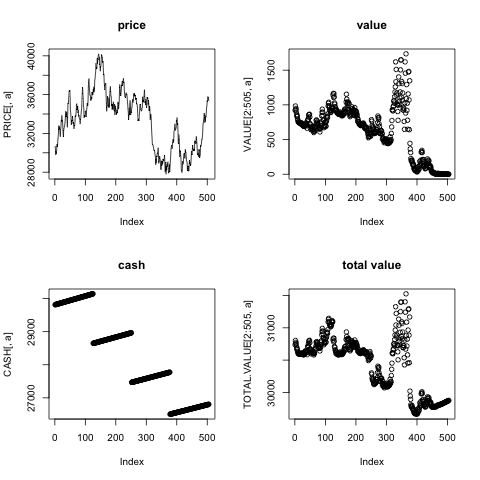 price
PRICE[, a]
28000 32000 36000 40000
0 100 200 300 400 500
Index
value
VALUE[2:505, a]
0 500 1000 1500
0 100 200 300 400 500
Index
cash
CASH[, a]
27000 29000
0 100 200 300 400 500
Index
total value
TOTAL.VALUE[2:505, a]
30000 31000
0 100 200 300 400 500
Index